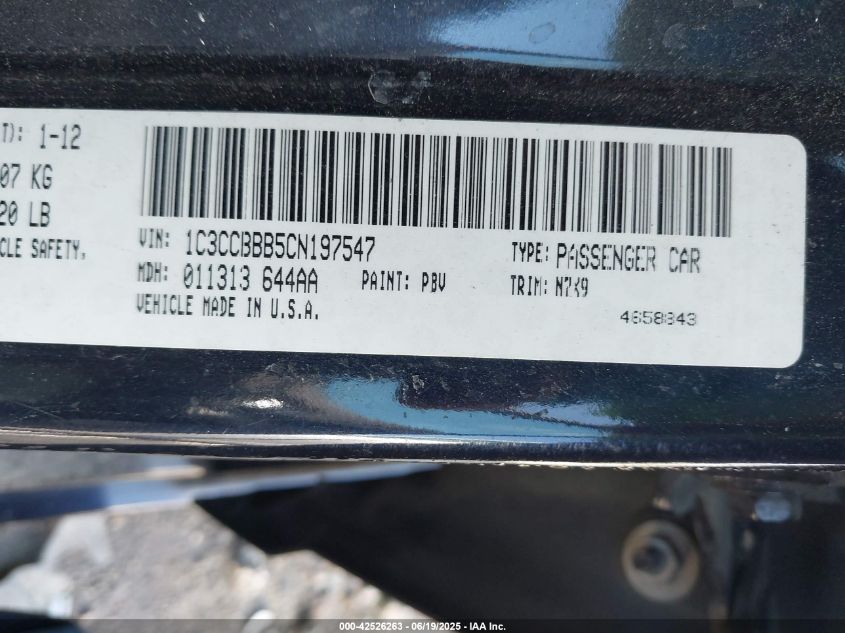 T): 1-12
07 KG
20 LB
CLE SAFETY,
VIN: 1C3CCBBB5CN197547
TYPE: PASSENGER CAR
MDH: 011313 644AA
PAINT: PBV
TRIM: N7K9
VEHICLE MADE IN U.S.A.
4658843
000-42526263 - 06/19/2025 - IAA Inc.